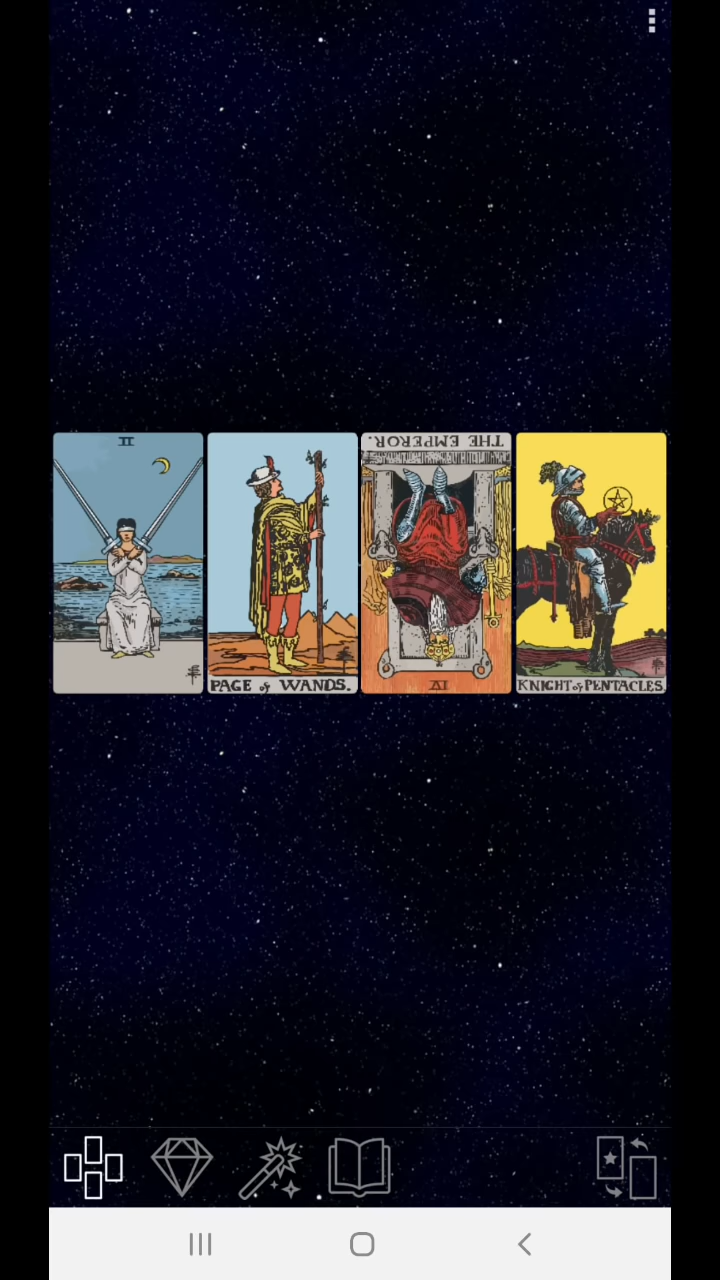 II
PAGE of WANDS.
THE EMPEROR.
IV
KNIGHT of PENTACLES.